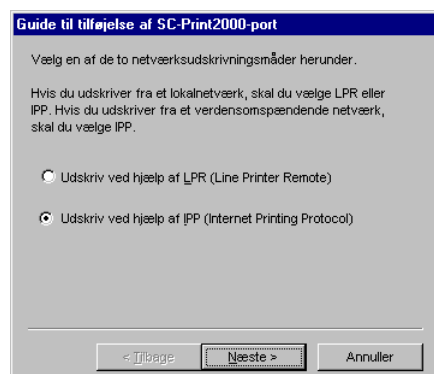 Guide til tilføjelse af SC-Print2000-port
Vælg en af de to netværksudskrivningsmåder herunder.
Hvis du udskriver fra et lokalnetværk, skal du vælge LPR eller
IPP. Hvis du udskriver fra et verdensomspændende netværk,
skal du vælge IPP.
Udskriv ved hjælp af LPR (Line Printer Remote)
Udskriv ved hjælp af IPP (Internet Printing Protocol)
< Tilbage Næste > Annuller